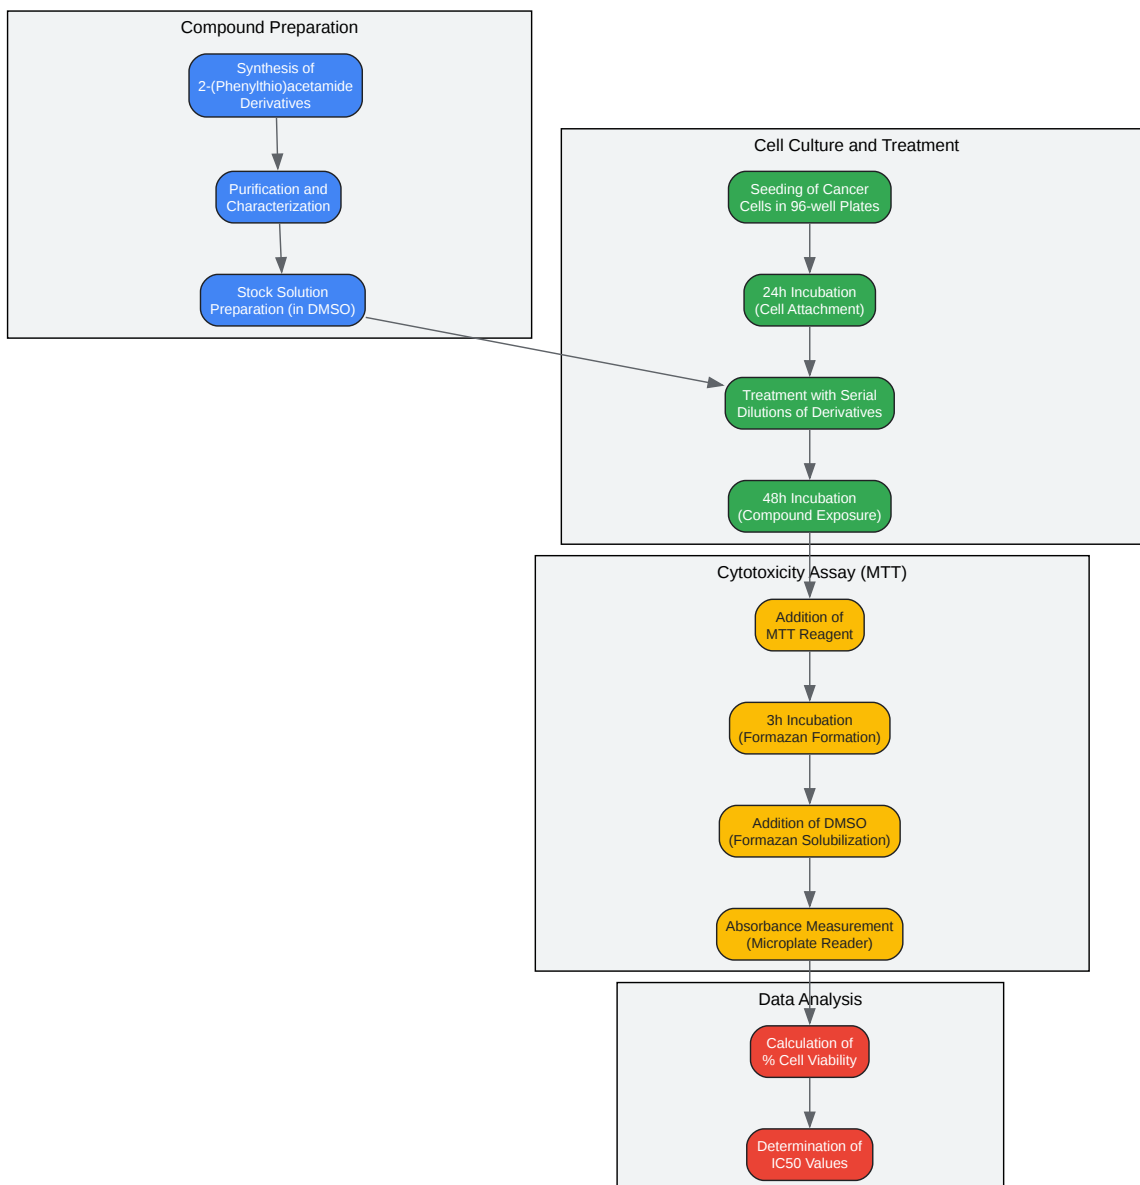 Compound Preparation
Synthesis of
2-(Phenylthio)acetamide
Derivatives
Purification and
Characterization
Stock Solution
Preparation (in DMSO)
Cell Culture and Treatment
Seeding of Cancer
Cells in 96-well Plates
24h Incubation
(Cell Attachment)
Treatment with Serial
Dilutions of Derivatives
48h Incubation
(Compound Exposure)
Cytotoxicity Assay (MTT)
Addition of
MTT Reagent
3h Incubation
(Formazan Formation)
Addition of DMSO
(Formazan Solubilization)
Absorbance Measurement
(Microplate Reader)
Data Analysis
Calculation of
% Cell Viability
Determination of
IC50 Values